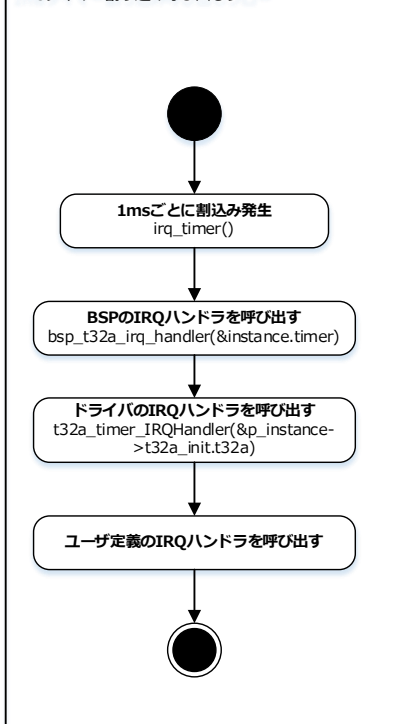 1msごとに割込み発生
irq_timer()
BSPのIRQハンドラを呼び出す
bsp_t32a_irq_handler(&instance.timer)
ドライバのIRQハンドラを呼び出す
t32a_timer_IRQHandler(&p_instance-
>t32a_init.t32a)
ユーザ定義のIRQハンドラを呼び出す